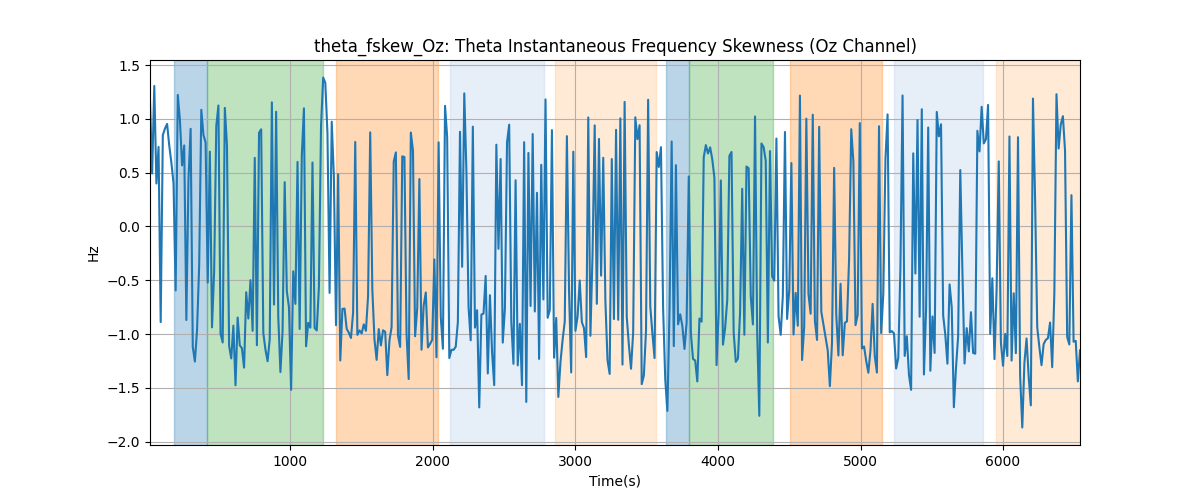 theta_fskew_Oz: Theta Instantaneous Frequency Skewness (Oz Channel)
1.5
1.0
0.5
0.0
−0.5
−1.0
−1.5
−2.0
Hz
1000 2000 3000 4000 5000 6000
Time(s)